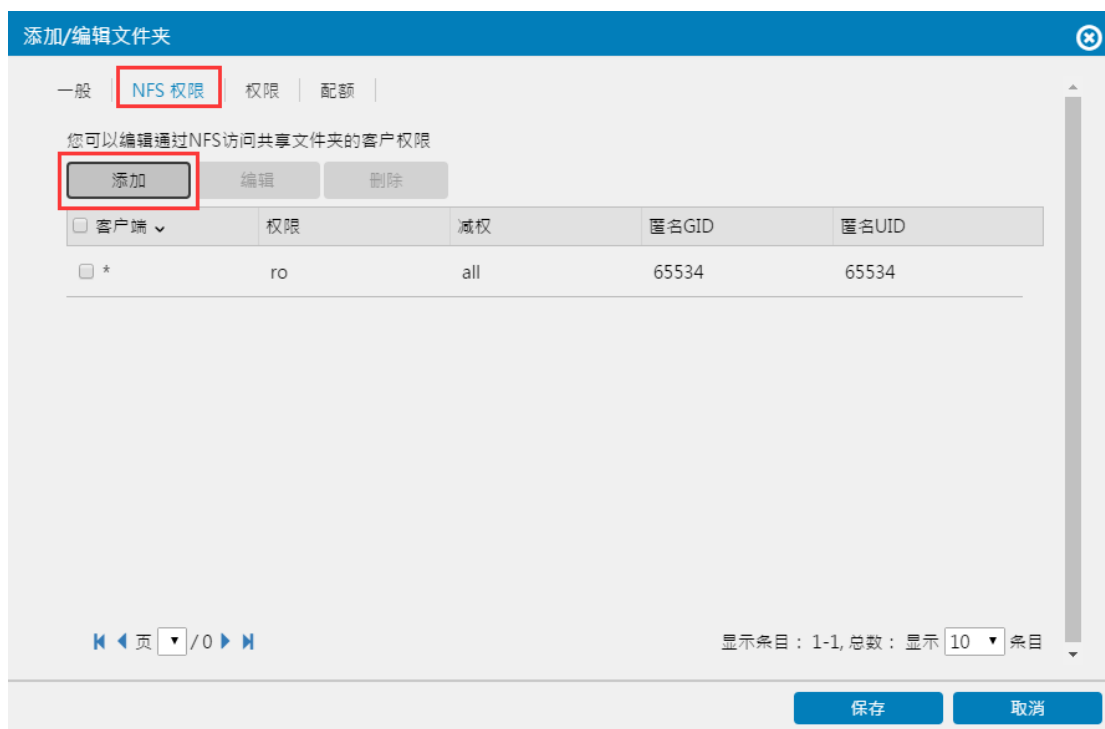 添加/编辑文件夹
一般 NFS 权限 权限 配额
您可以编辑通过NFS访问共享文件夹的客户权限
添加 编辑 删除
客户端 权限 减权 匿名GID 匿名UID
* ro all 65534 65534
页 /0 显示条目：1-1,总数：显示 10 条目
保存 取消